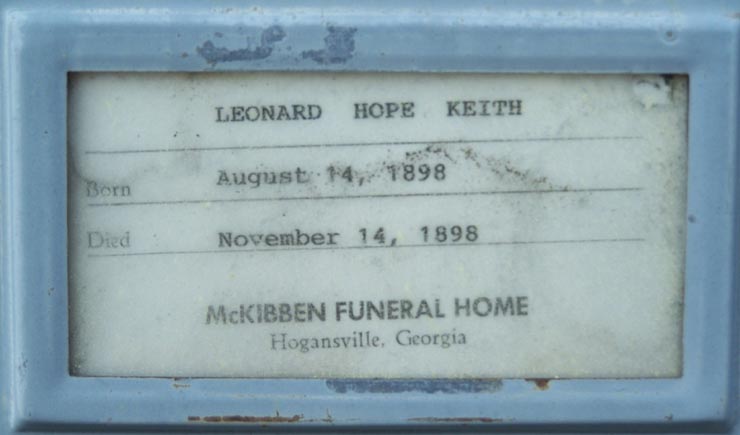 LEONARD HOPE KEITH
Born August 14, 1898
Died November 14, 1898
McKIBBEN FUNERAL HOME
Hogansville, Georgia